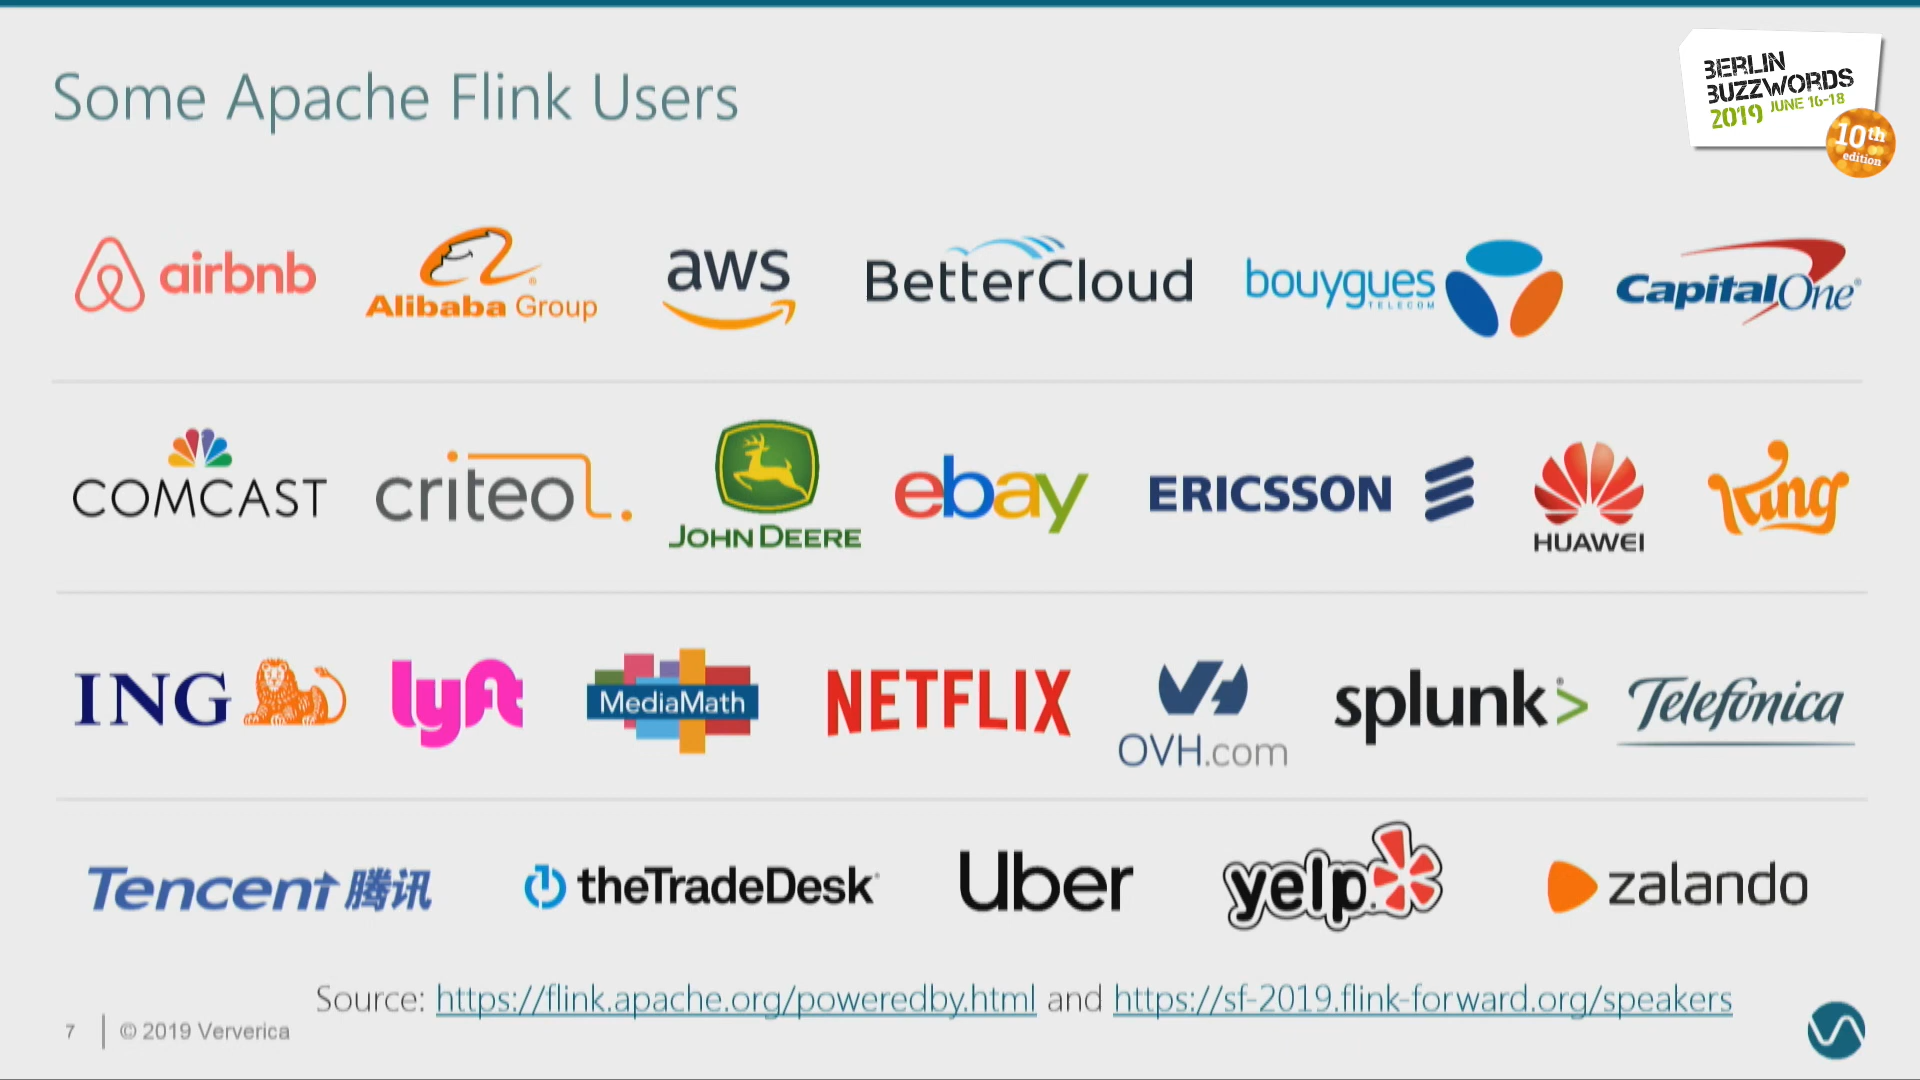 Some Apache Flink Users
BERLIN
BUZZWORDS
2019 JUNE 16-18
10th
edition
airbnb
Alibaba Group
aws
BetterCloud
bouygues
TELECOM
CapitalOne
COMCAST
criteol.
JOHN DEERE
ebay
ERICSSON
HUAWEI
King
ING
lyft
MediaMath
NETFLIX
OVH.com
splunk>
Telefónica
Tencent 腾讯
theTradeDesk
Uber
yelp
zalando
Source: https://flink.apache.org/poweredby.html and https://sf-2019.flink-forward.org/speakers
7
© 2019 Ververica